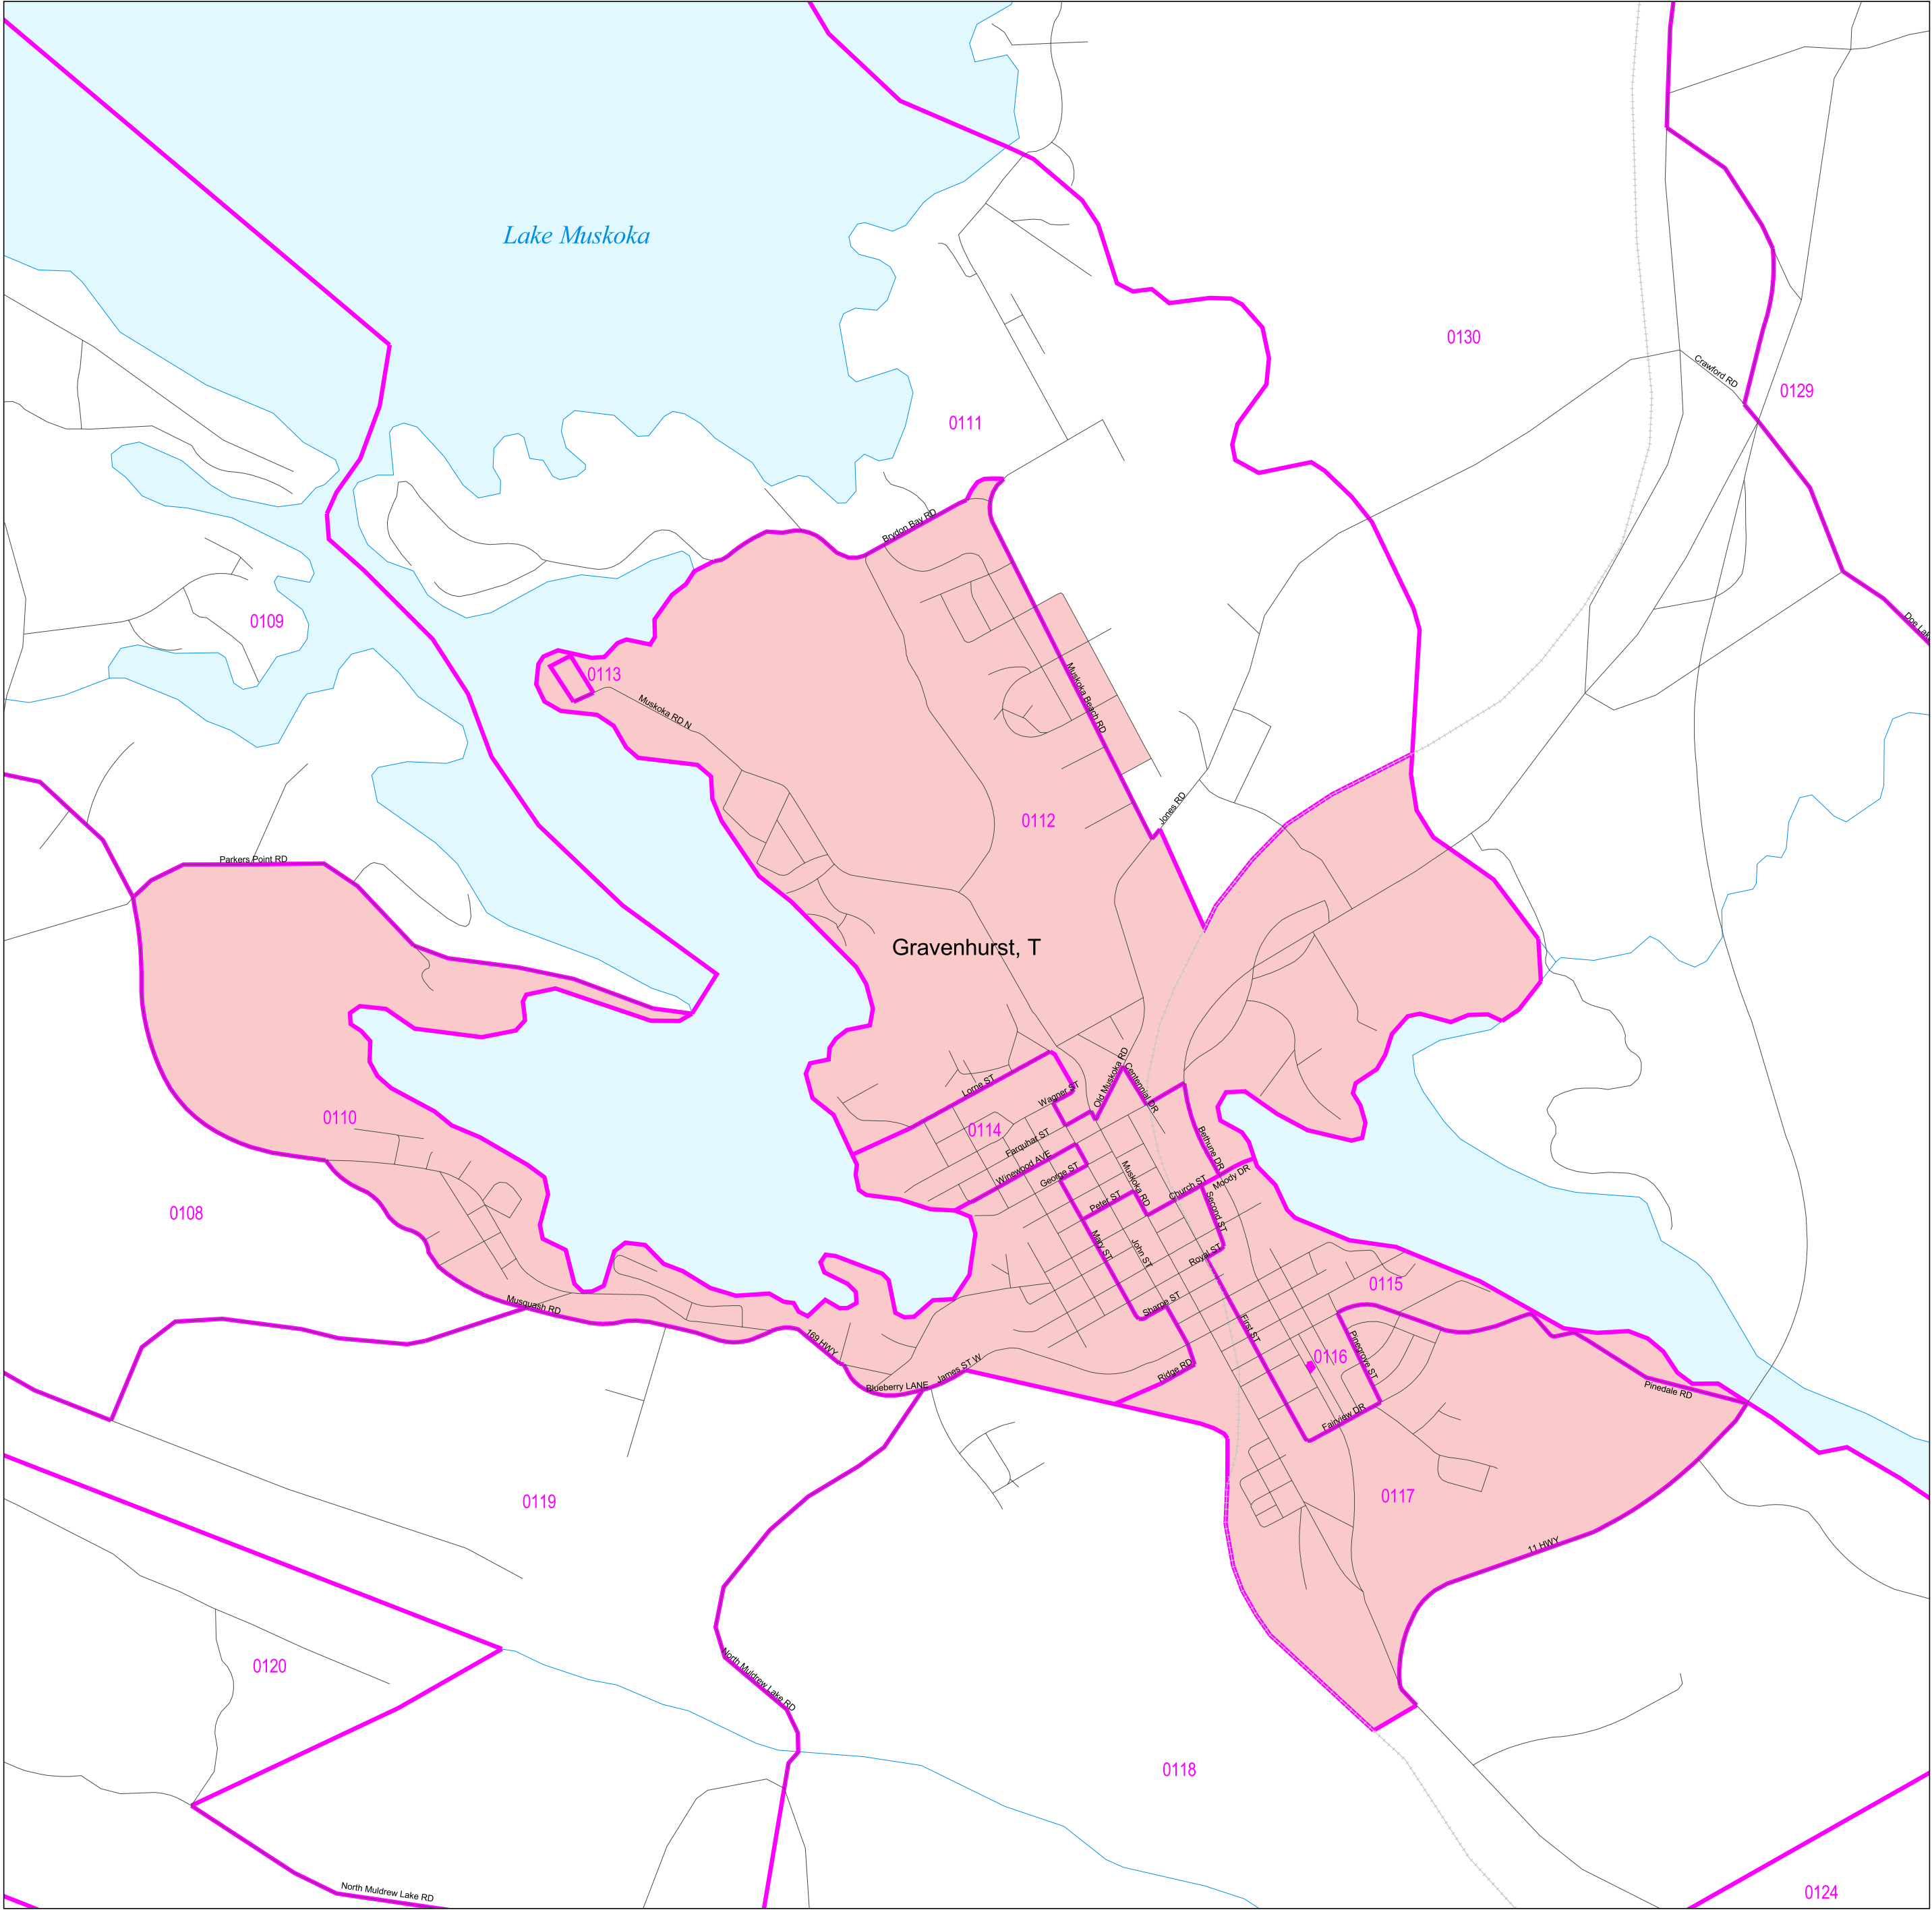 Lake Muskoka
0130
Crawford RD
0129
0111
Brydon Bay RD
0109
0113
Muskoka RD N
Muskoka Beach RD
0112
Jones RD
Parkers Point RD
Gravenhurst, T
Old Muskoka RD
Centennial DR
Lorne ST
Wagner ST
0110
0114
Farquhar ST
Bethune DR
Winewood AVE
George ST
Muskoka RD
Church ST
Moody DR
Peter ST
Second ST
0108
Mary ST
John ST
Royal ST
0115
Musquash RD
Sharpe ST
First ST
169 HWY
0116
Pinegrove ST
James ST W
Ridge RD
Blueberry LANE
Pinedale RD
Fairview DR
0119
0117
11 HWY
0120
North Muldrew Lake RD
0118
North Muldrew Lake RD
0124